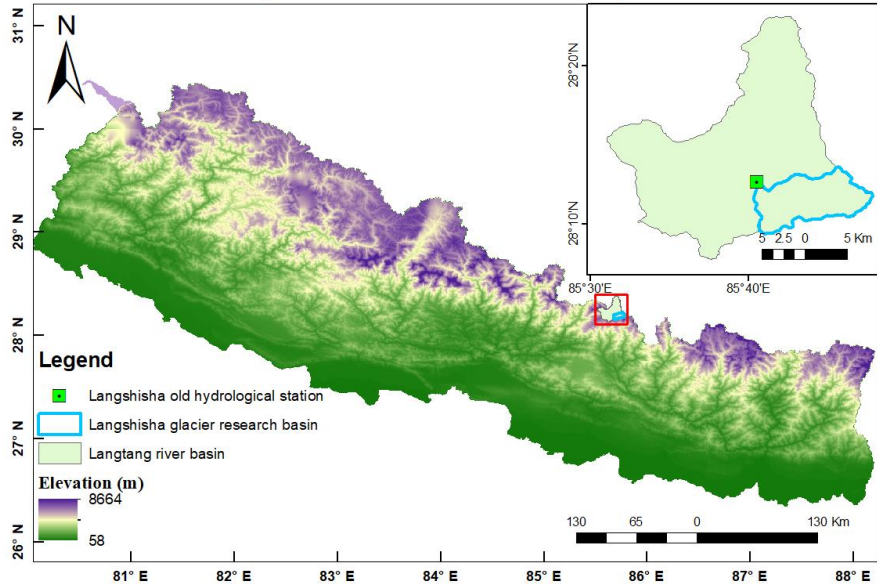 N
31° N
30° N
29° N
28° N
27° N
26° N
81° E
82° E
83° E
84° E
85° E
86° E
87° E
88° E
28°20'N
28°10'N
85°30'E
85°40'E
5 2.5 0 5 Km
Legend
Langshisha old hydrological station
Langshisha glacier research basin
Langtang river basin
Elevation (m)
8664
58
130 65 0 130 Km